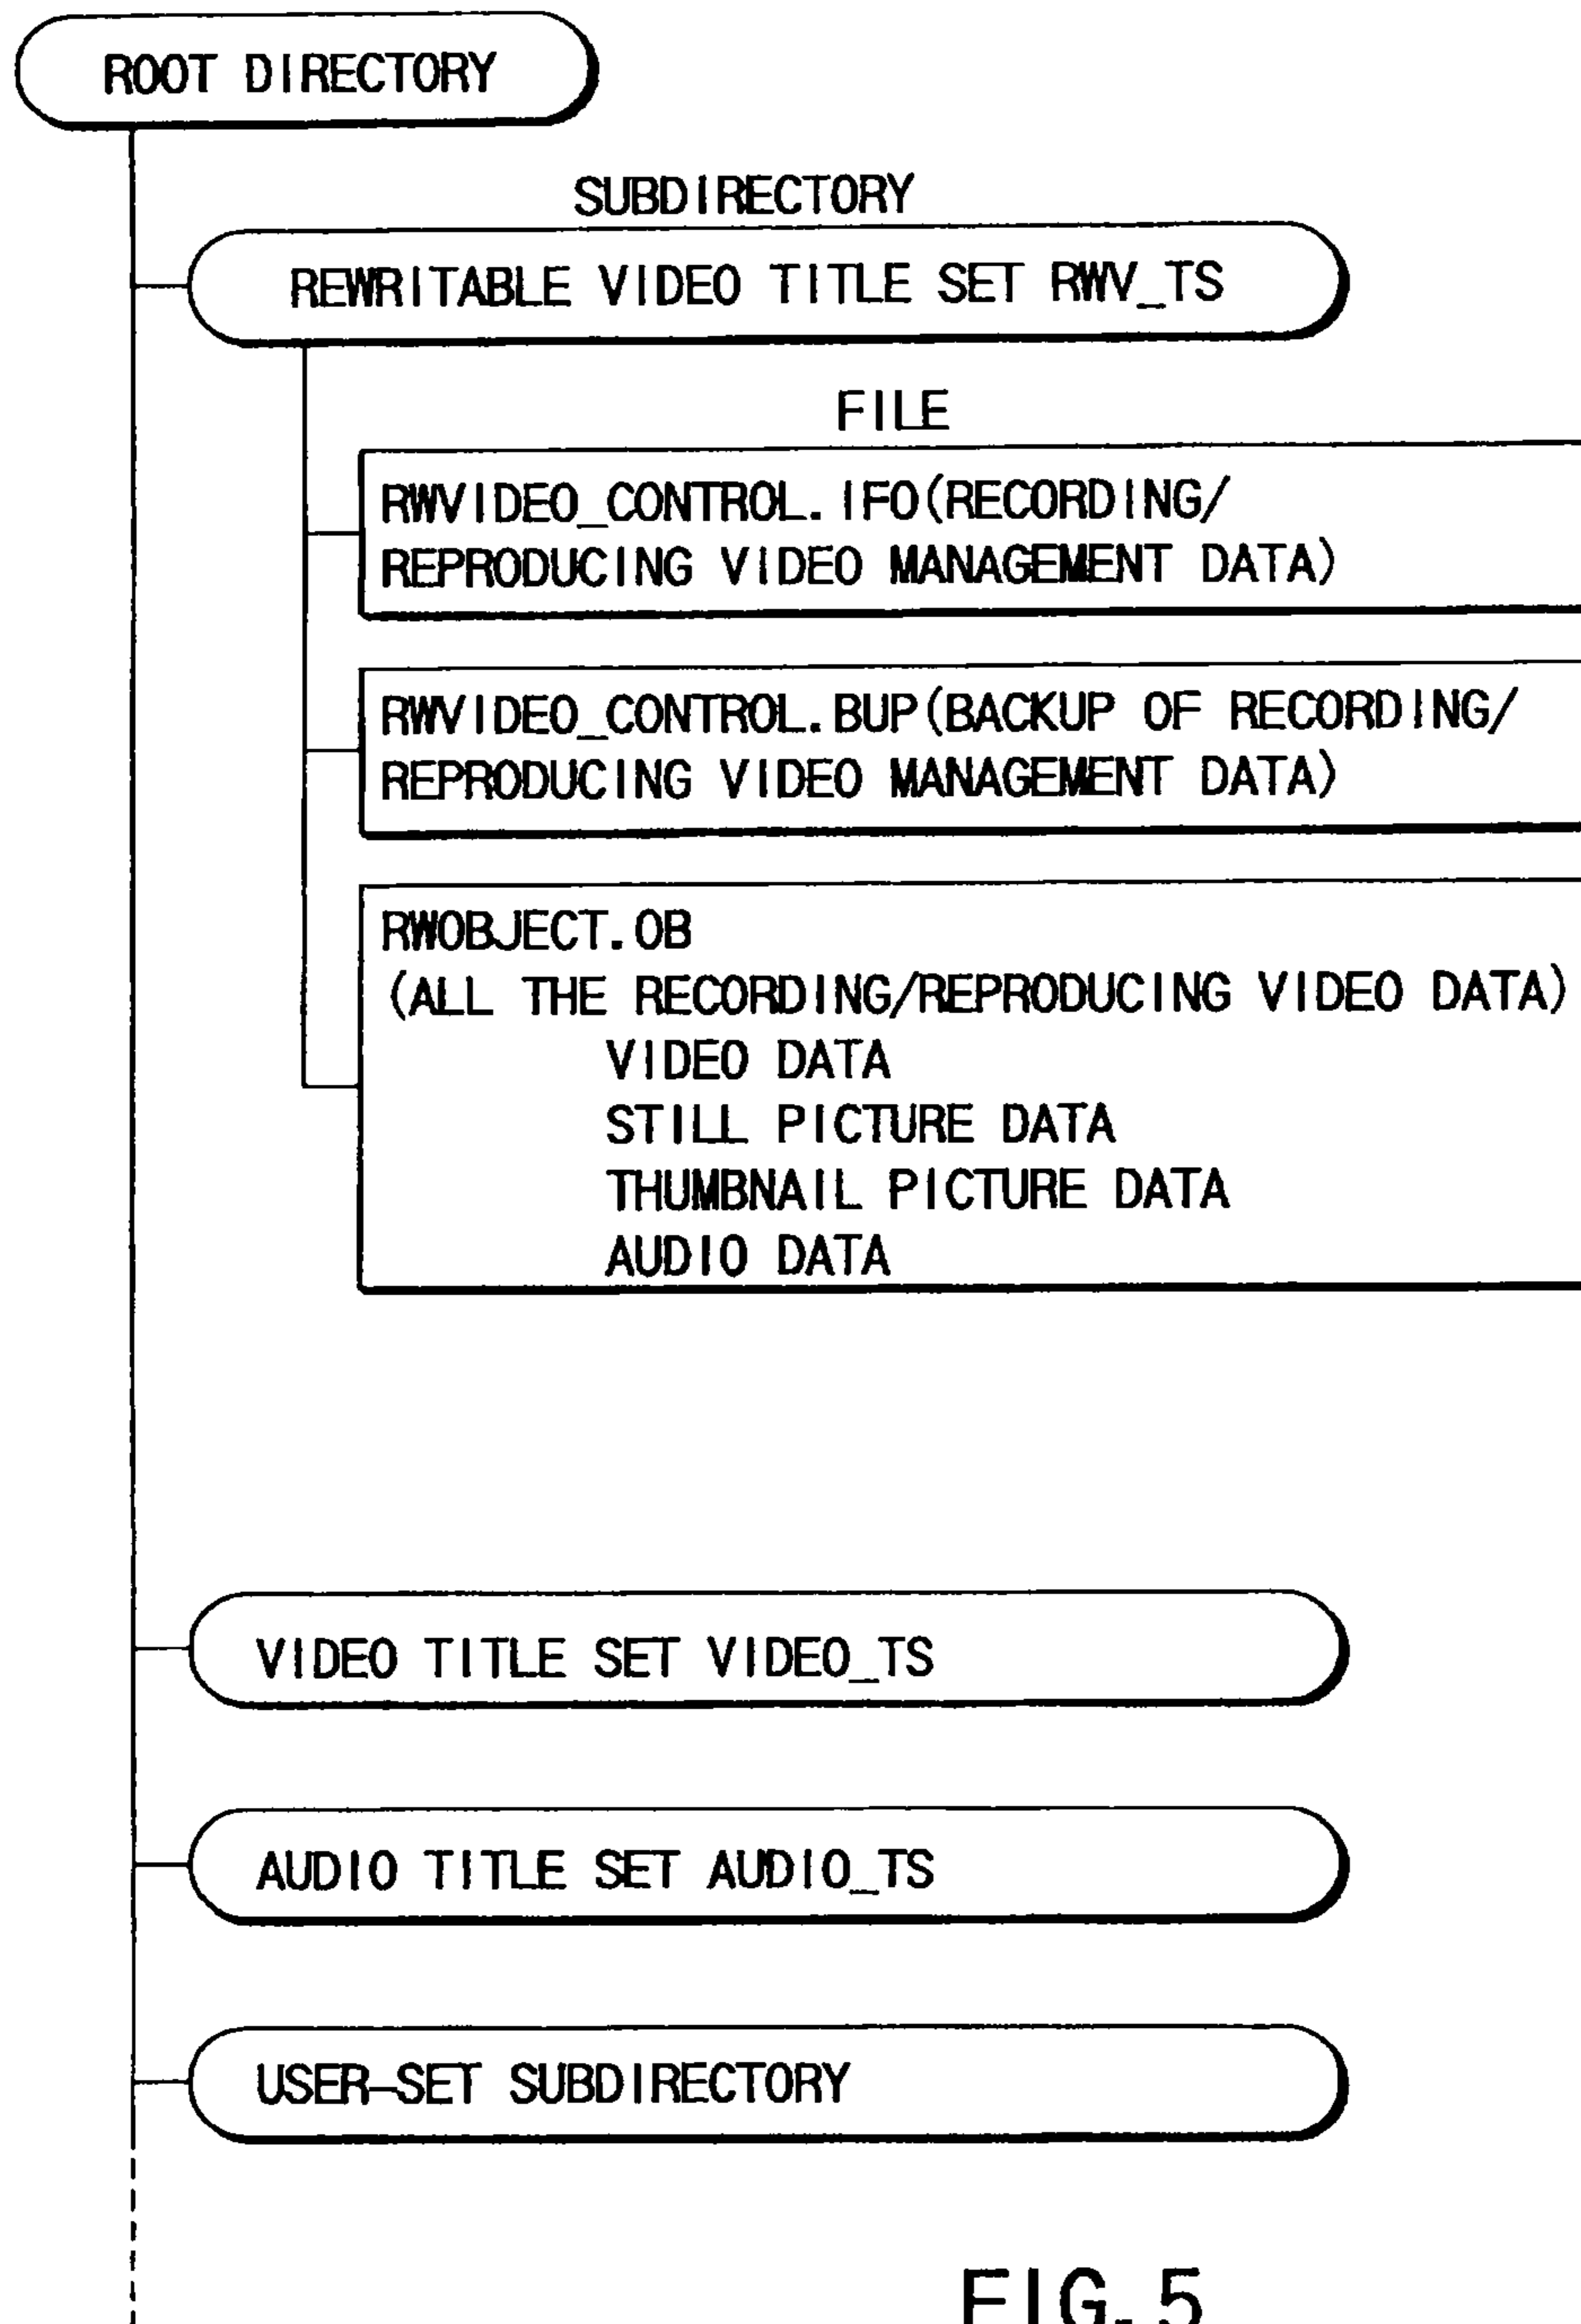 ROOT DIRECTORY
SUBDIRECTORY
REWRITABLE VIDEO TITLE SET RWV_TS
FILE
RWVIDEO_CONTROL.IFO(RECORDING/
REPRODUCING VIDEO MANAGEMENT DATA)
RWVIDEO_CONTROL.BUP(BACKUP OF RECORDING/
REPRODUCING VIDEO MANAGEMENT DATA)
RWOBJECT.OB
(ALL THE RECORDING/REPRODUCING VIDEO DATA)
VIDEO DATA
STILL PICTURE DATA
THUMBNAIL PICTURE DATA
AUDIO DATA
VIDEO TITLE SET VIDEO_TS
AUDIO TITLE SET AUDIO_TS
USER-SET SUBDIRECTORY
FIG. 5